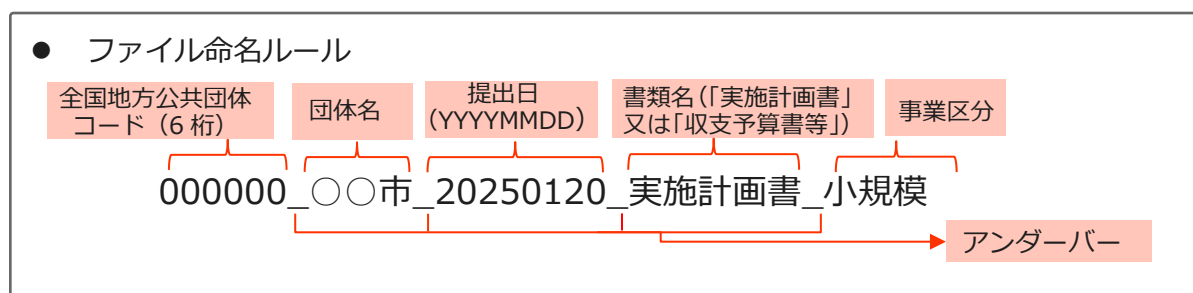 ● ファイル命名ルール
全国地方公共団体
コード（6 桁）
団体名
提出日
（YYYYMMDD）
書類名（「実施計画書」
又は「収支予算書等」）
事業区分
000000_○○市_20250120_実施計画書_小規模
アンダーバー